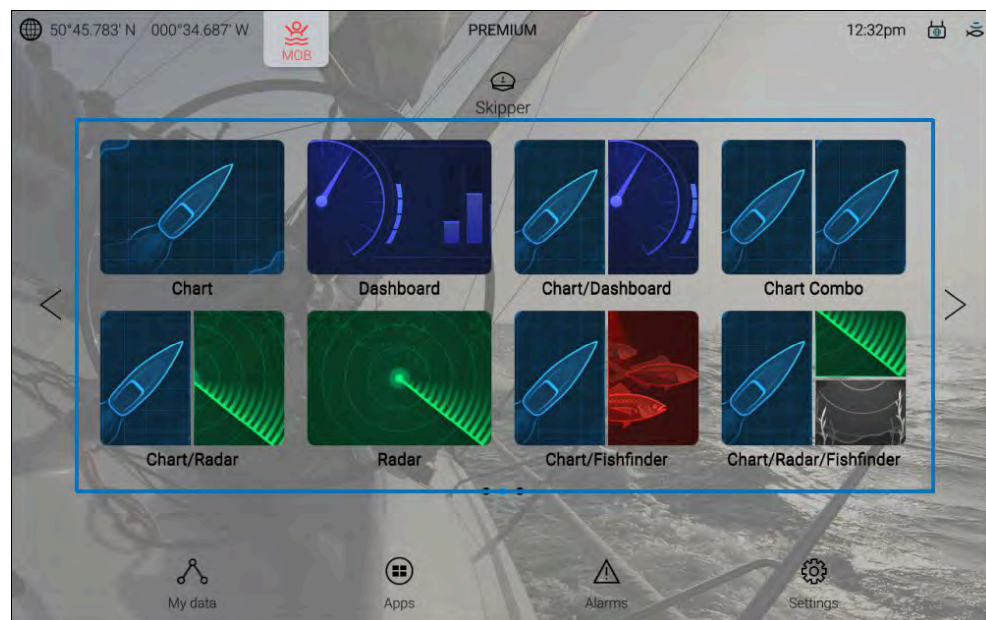 50°45.783' N 000°34.687' W
MOB
PREMIUM
12:32pm
Skipper
Chart
Dashboard
Chart/Dashboard
Chart Combo
Chart/Radar
Radar
Chart/Fishfinder
Chart/Radar/Fishfinder
My data
Apps
Alarms
Settings